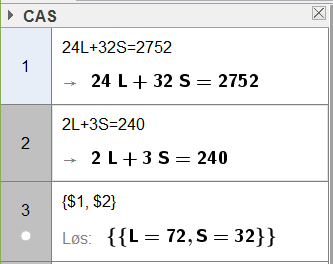 CAS
1
24L+32S=2752
→ 24 L + 32 S = 2752
2
2L+3S=240
→ 2 L + 3 S = 240
3
{$1, $2}
Løs: {{L = 72, S = 32}}